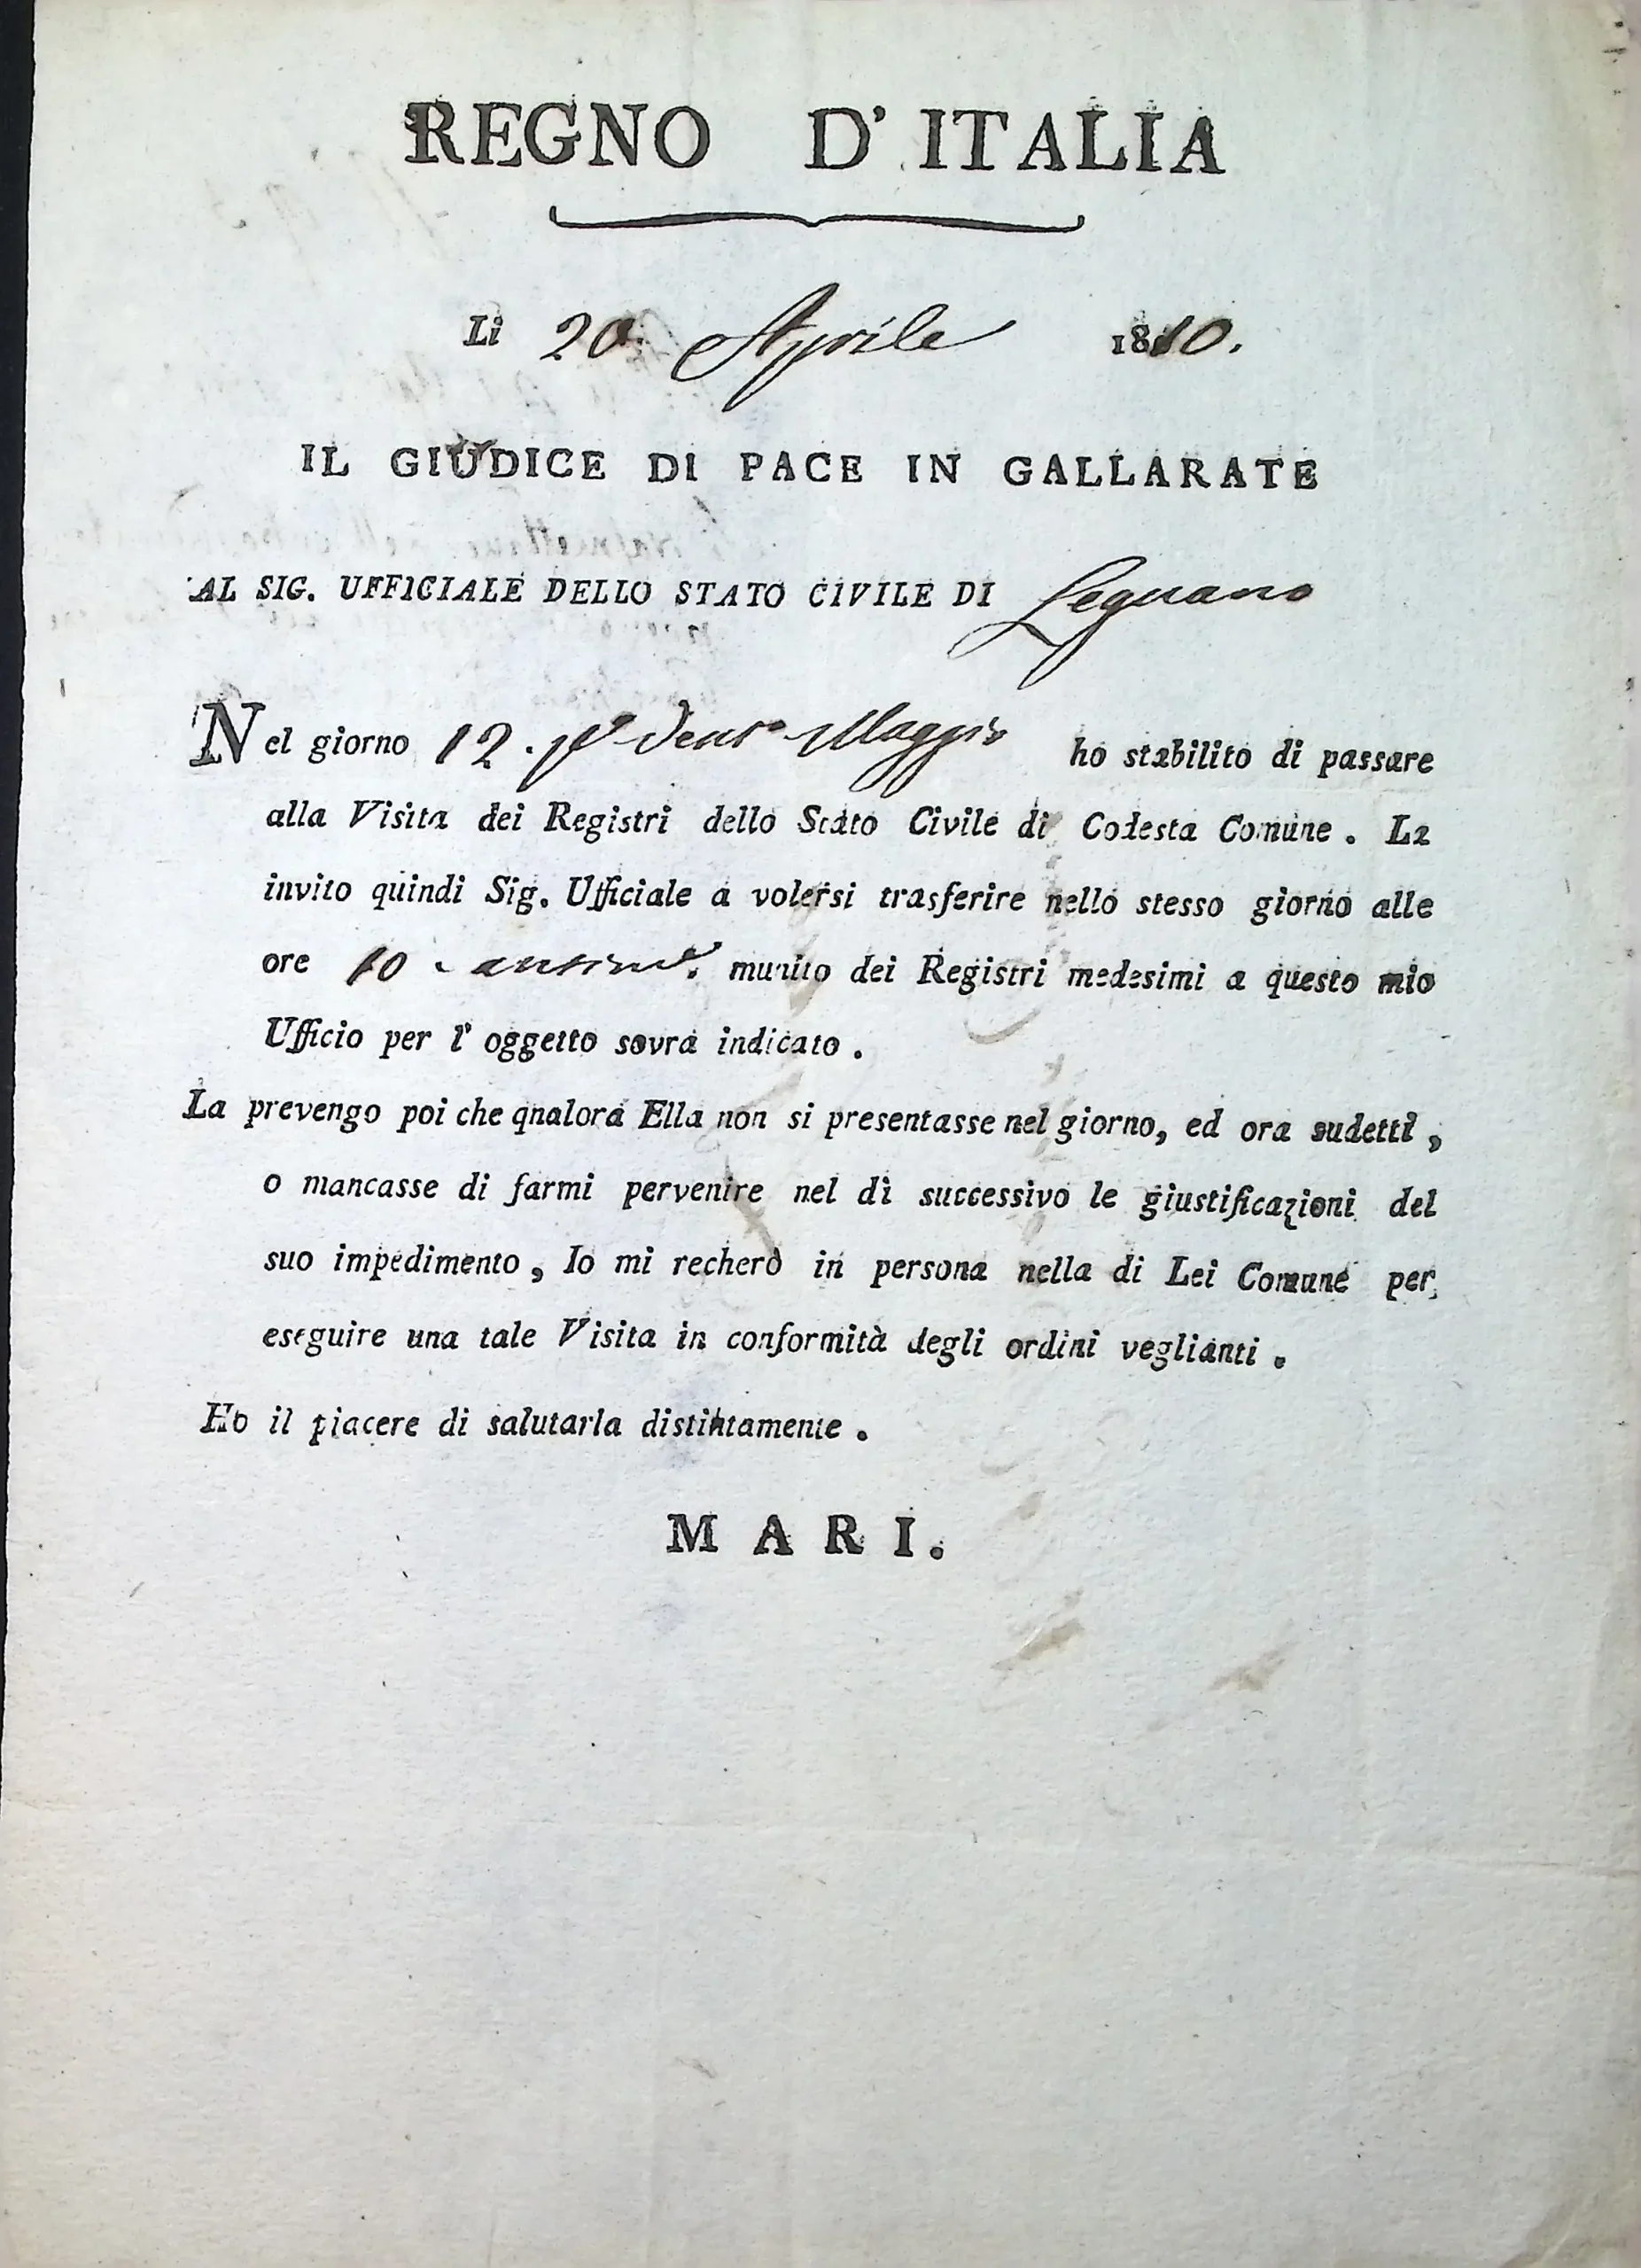 REGNO D'ITALIA
Li 20. Aprile 1810.
IL GIUDICE DI PACE IN GALLARATE
AL SIG. UFFICIALE DELLO STATO CIVILE DI Legnano
Nel giorno 12. p.º vent.º Maggio ho stabilito di passare
alla Visita dei Registri dello Stato Civile di Codesta Comune. La
invito quindi Sig. Ufficiale a volersi trasferire nello stesso giorno alle
ore 10. antime. munito dei Registri medesimi a questo mio
Ufficio per l'oggetto sovra indicato.
La prevengo poi che qnalora Ella non si presentasse nel giorno, ed ora sudetti,
o mancasse di farmi pervenire nel dì successivo le giustificazioni del
suo impedimento, Io mi recherò in persona nella di Lei Comune per
eseguire una tale Visita in conformità degli ordini veglianti.
Ho il piacere di salutarla distintamente.
MARI.